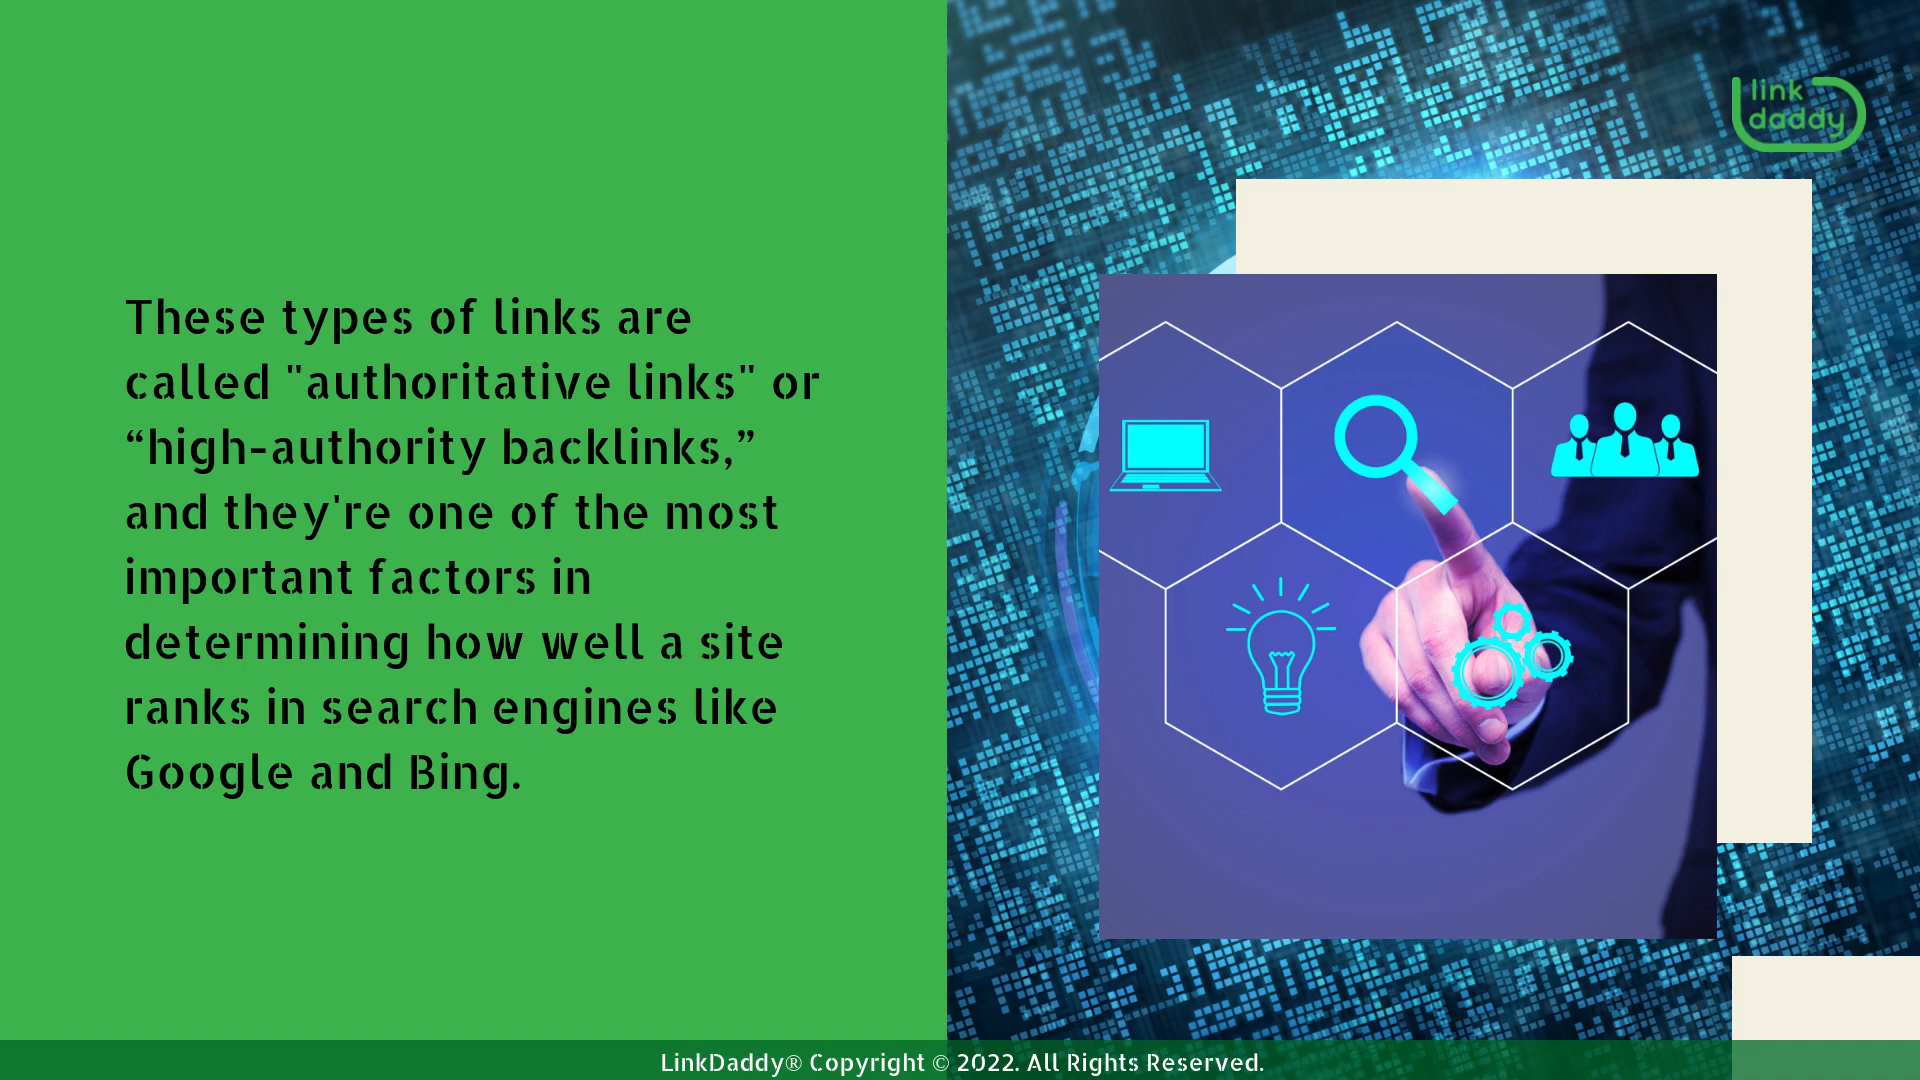 link
daddy
These types of links are
called "authoritative links" or
“high-authority backlinks,”
and they're one of the most
important factors in
determining how well a site
ranks in search engines like
Google and Bing.
LinkDaddy® Copyright © 2022. All Rights Reserved.